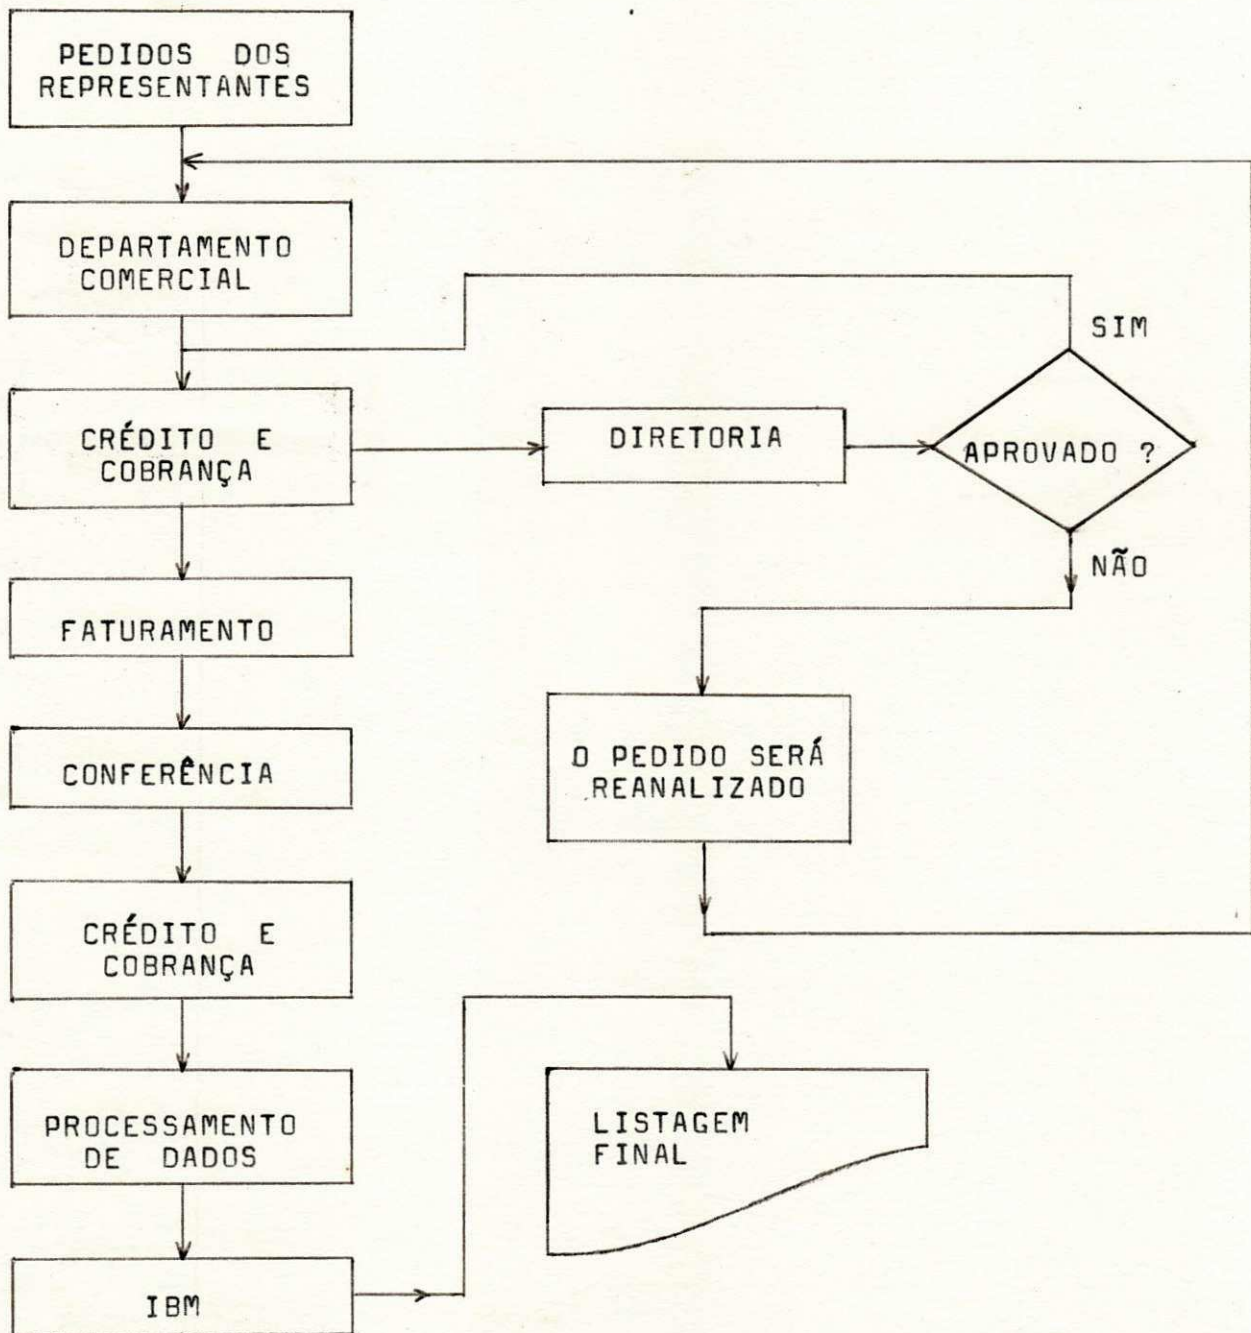 PEDIDOS DOS
REPRESENTANTES
DEPARTAMENTO
COMERCIAL
SIM
CRÉDITO E
COBRANÇA
DIRETORIA
APROVADO ?
NÃO
FATURAMENTO
O PEDIDO SERÁ
REANALIZADO
CONFERÊNCIA
CRÉDITO E
COBRANÇA
PROCESSAMENTO
DE DADOS
LISTAGEM
FINAL
IBM